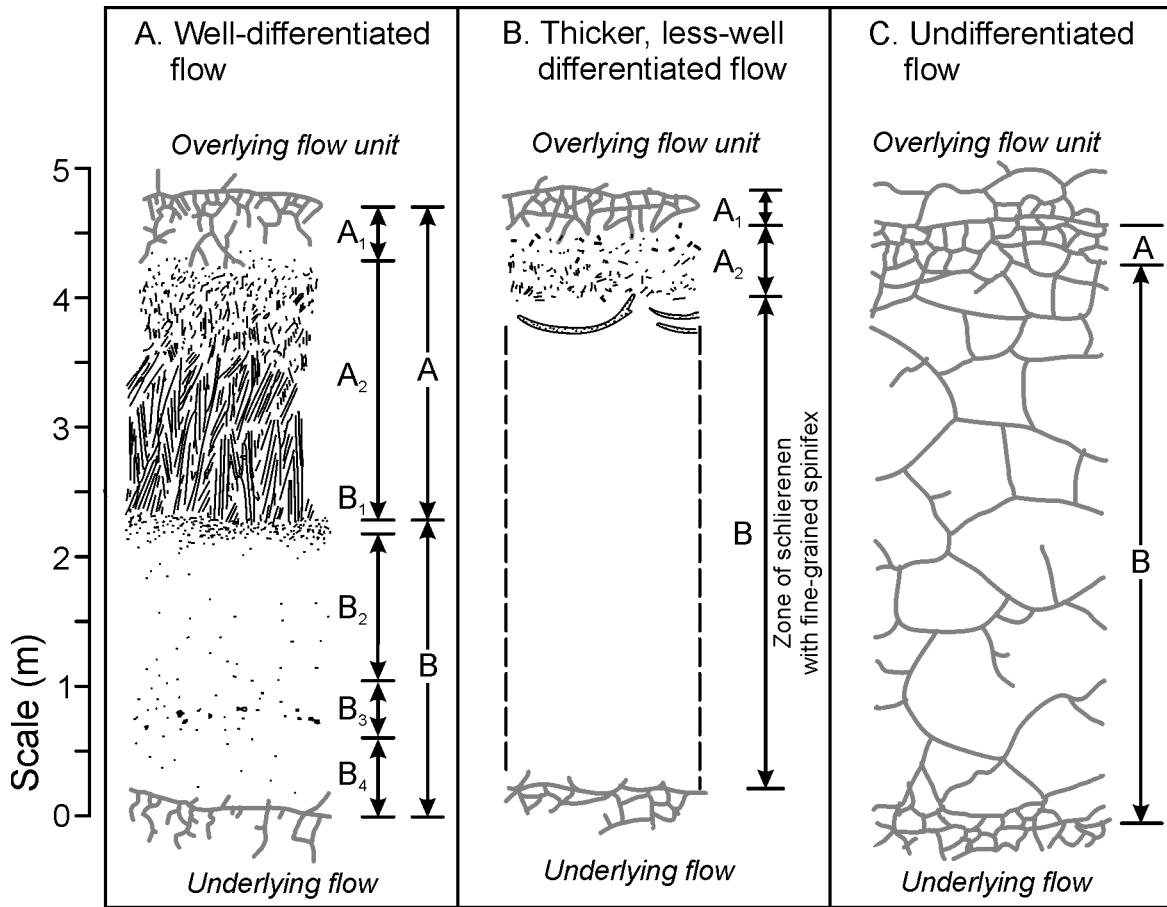 A. Well-differentiated
flow
Overlying flow unit
5
4
3
2
1
0
Scale (m)
A₁
A₂
A
B₁
B₂
B₃
B₄
B
Underlying flow
B. Thicker, less-well
differentiated flow
Overlying flow unit
A₁
A₂
B
Zone of schlierenen
with fine-grained spinifex
Underlying flow
C. Undifferentiated
flow
Overlying flow unit
A
B
Underlying flow